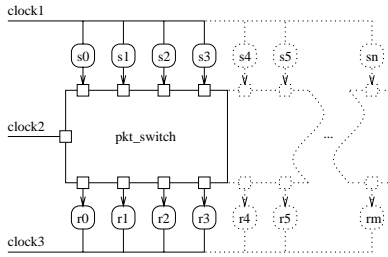 clock1
s0 s1 s2 s3 s4 s5 sn
clock2
pkt_switch
...
r0 r1 r2 r3 r4 r5 rm
clock3